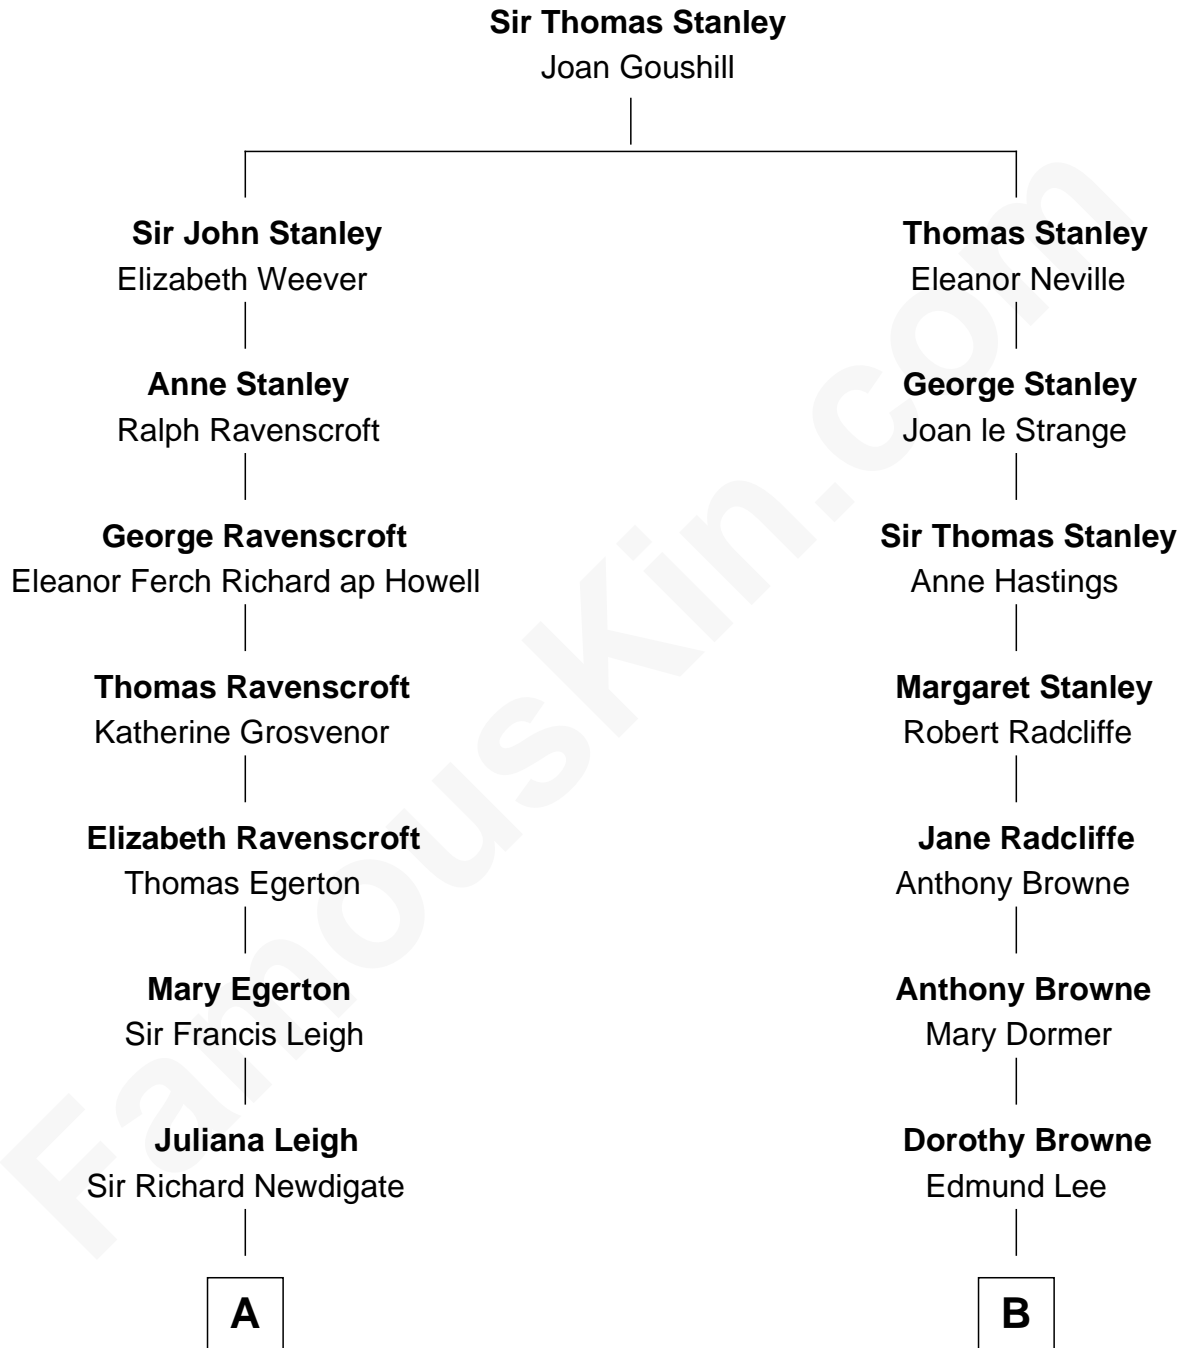 Sir Thomas Stanley
Joan Goushill
Sir John Stanley
Elizabeth Weever
Thomas Stanley
Eleanor Neville
Anne Stanley
Ralph Ravenscroft
George Stanley
Joan le Strange
George Ravenscroft
Eleanor Ferch Richard ap Howell
Sir Thomas Stanley
Anne Hastings
Thomas Ravenscroft
Katherine Grosvenor
Margaret Stanley
Robert Radcliffe
Elizabeth Ravenscroft
Thomas Egerton
Jane Radcliffe
Anthony Browne
Mary Egerton
Sir Francis Leigh
Anthony Browne
Mary Dormer
Juliana Leigh
Sir Richard Newdigate
Dorothy Browne
Edmund Lee
A
B
FamousKin.com